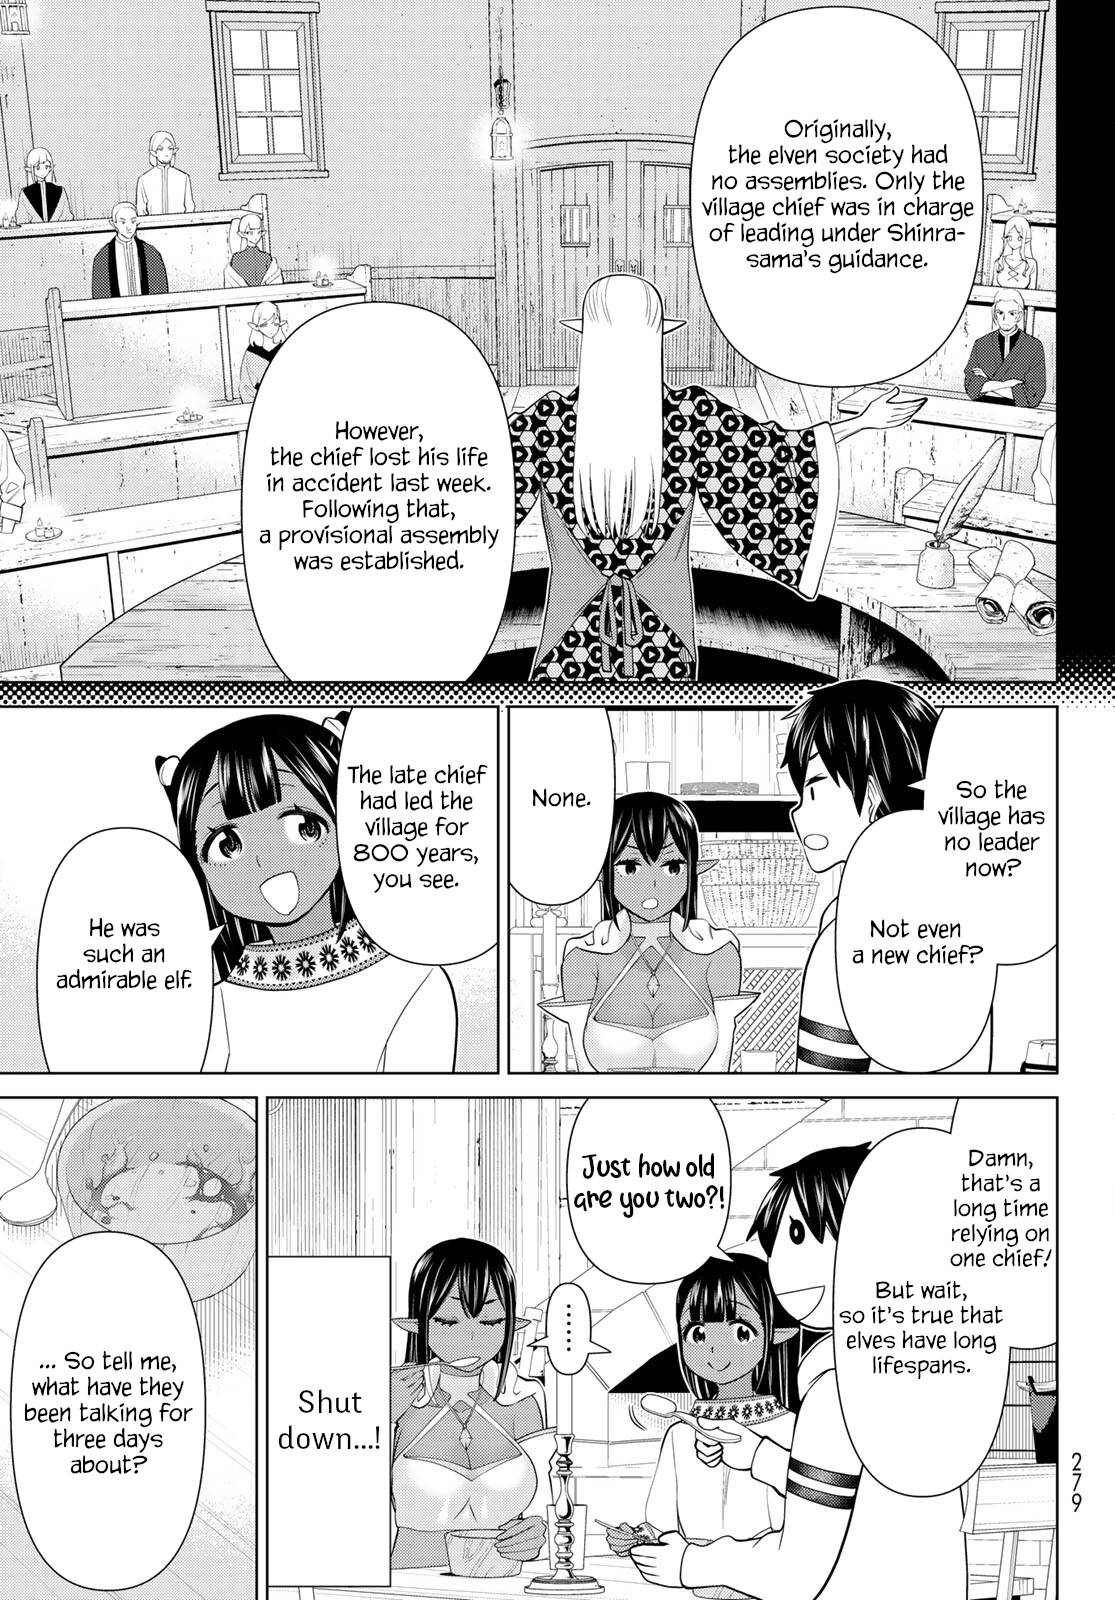 Originally,
the elven society had
no assemblies. Only the
village chief was in charge
of leading under Shinra-
sama's guidance.
However,
the chief lost his life
in accident last week.
Following that,
a provisional assembly
was established.
So the
village has
no leader
now?
Not even
a new chief?
None.
The late chief
had led the
village for
800 years,
you see.
He was
such an
admirable elf.
Damn,
that's a
long time
relying on
one chief!
But wait,
so it's true that
elves have long
lifespans.
Just how old
are you two?!
......
Shut
down...!
... So tell me,
what have they
been talking for
three days
about?
279